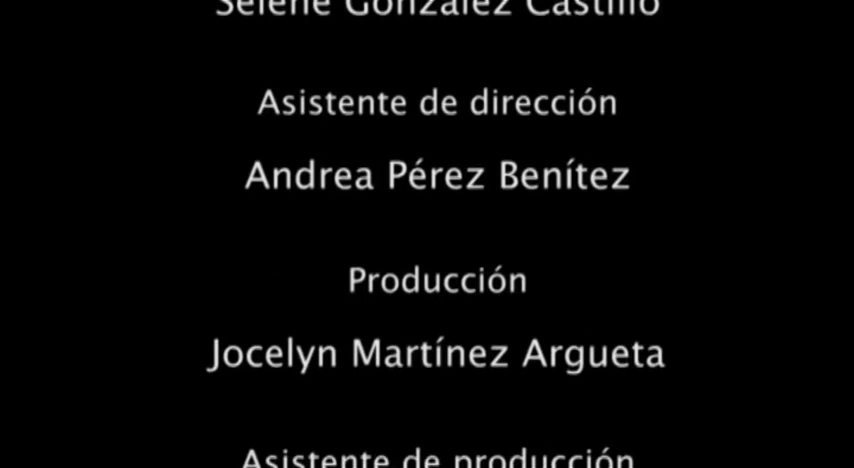 Selene González Castillo
Asistente de dirección
Andrea Pérez Benítez
Producción
Jocelyn Martínez Argueta
Asistente de producción